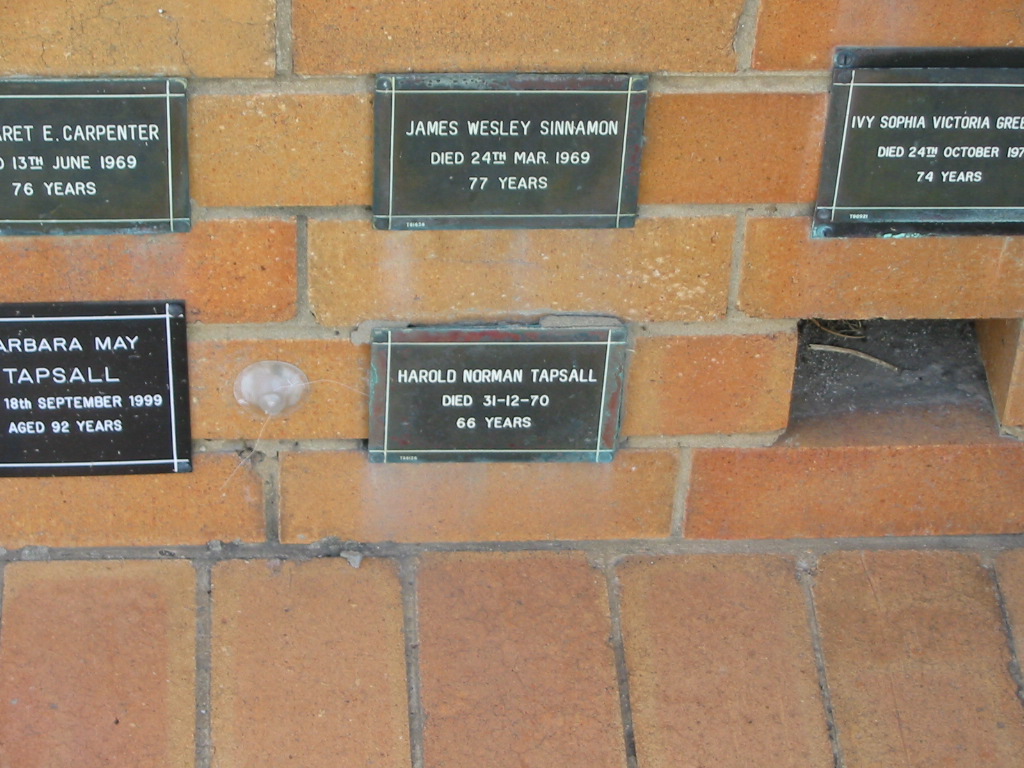 ARET E. CARPENTER
13TH JUNE 1969
76 YEARS
JAMES WESLEY SINNAMON
DIED 24TH MAR. 1969
77 YEARS
IVY SOPHIA VICTORIA GREE
DIED 24TH OCTOBER 197
74 YEARS
ARBARA MAY
TAPSALL
18th SEPTEMBER 1999
AGED 92 YEARS
HAROLD NORMAN TAPSALL
DIED 31-12-70
66 YEARS